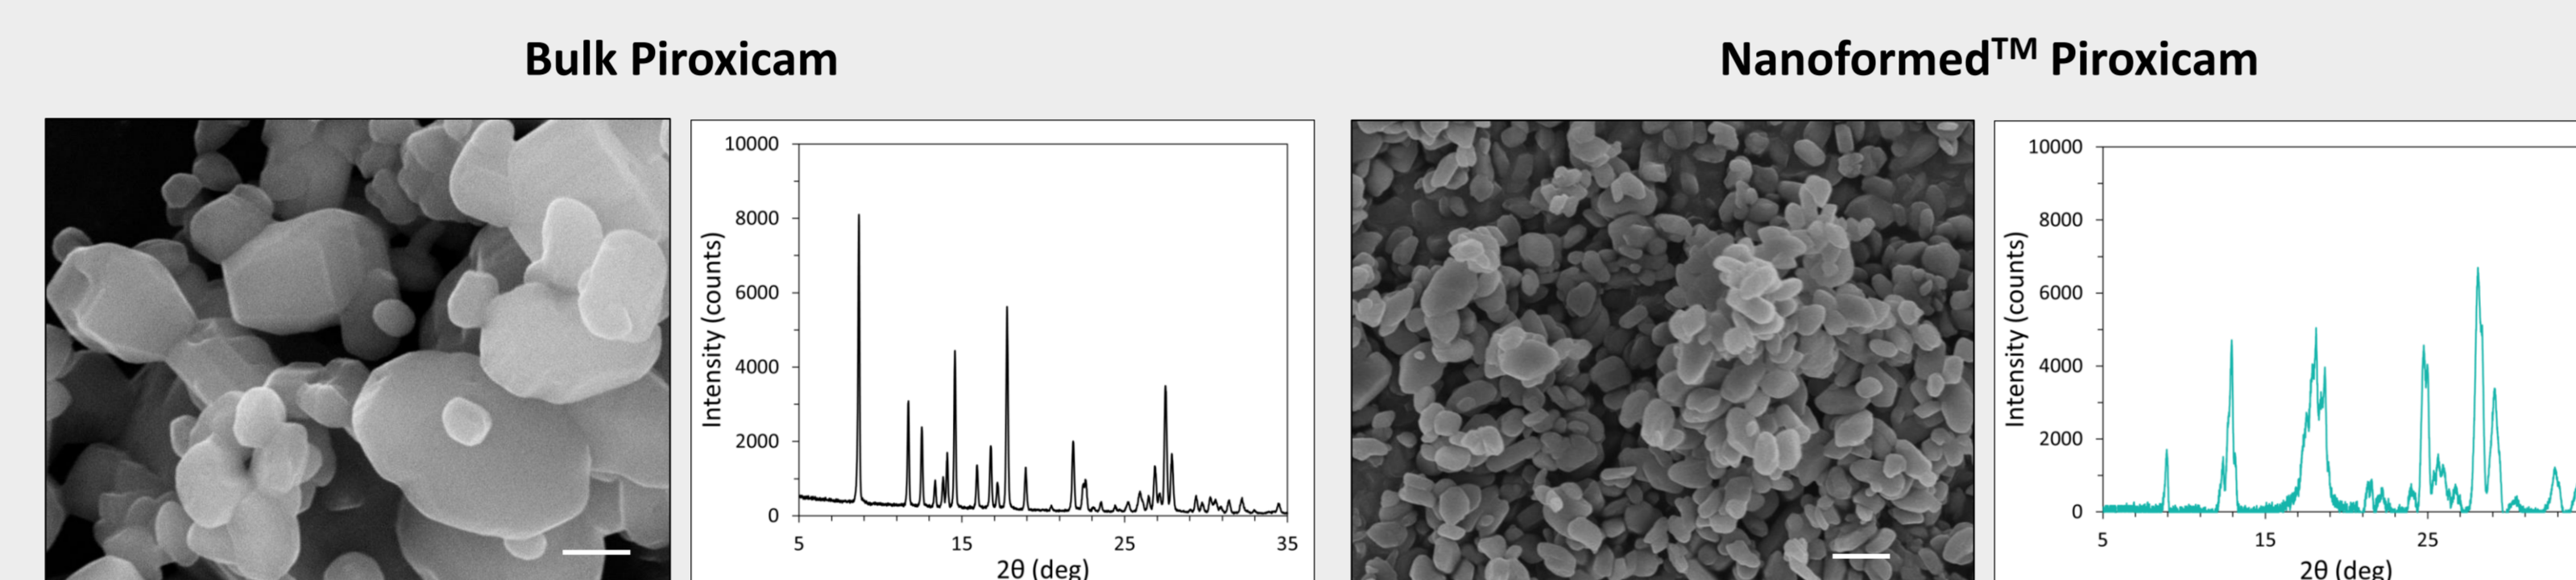 Bulk Piroxicam
Nanoformed™ Piroxicam
Intensity (counts)
10000
8000
6000
4000
2000
0
5 15 25 35
2θ (deg)
Intensity (counts)
10000
8000
6000
4000
2000
0
5 15 25
2θ (deg)